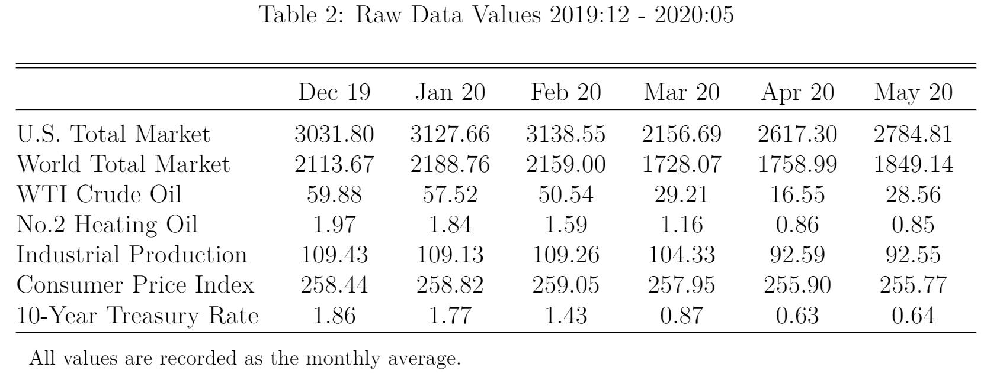 Table 2: Raw Data Values 2019:12 - 2020:05
Dec 19 Jan 20 Feb 20 Mar 20 Apr 20 May 20
U.S. Total Market 3031.80 3127.66 3138.55 2156.69 2617.30 2784.81
World Total Market 2113.67 2188.76 2159.00 1728.07 1758.99 1849.14
WTI Crude Oil 59.88 57.52 50.54 29.21 16.55 28.56
No.2 Heating Oil 1.97 1.84 1.59 1.16 0.86 0.85
Industrial Production 109.43 109.13 109.26 104.33 92.59 92.55
Consumer Price Index 258.44 258.82 259.05 257.95 255.90 255.77
10-Year Treasury Rate 1.86 1.77 1.43 0.87 0.63 0.64
All values are recorded as the monthly average.